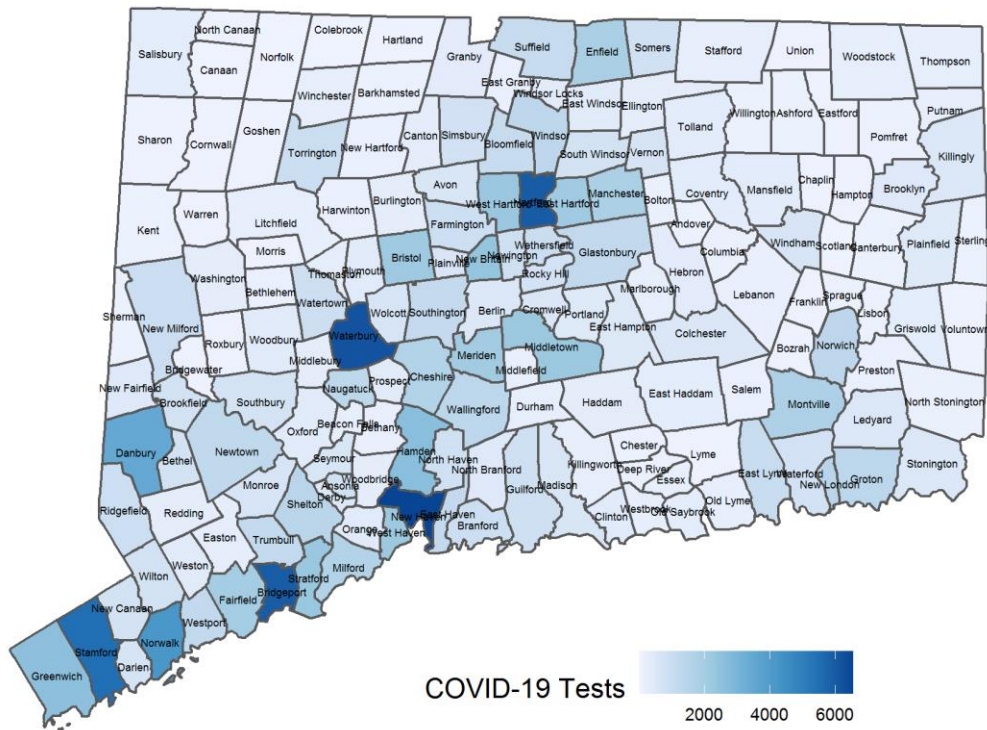 North Canaan
Colebrook
Hartland
Suffield
Enfield
Somers
Stafford
Union
Woodstock
Thompson
Salisbury
Canaan
Norfolk
Granby
East Granby
Windsor Locks
Winchester
Barkhamsted
East Windsor
Ellington
Willington
Ashford
Eastford
Putnam
Sharon
Cornwall
Goshen
Torrington
New Hartford
Canton
Simsbury
Bloomfield
Windsor
South Windsor
Vernon
Tolland
Pomfret
Killingly
Avon
West Hartford
Hartford
East Hartford
Manchester
Bolton
Coventry
Mansfield
Chaplin
Hampton
Brooklyn
Kent
Warren
Litchfield
Harwinton
Burlington
Farmington
Andover
Morris
Bristol
Plainville
New Britain
Newington
Wethersfield
Glastonbury
Columbia
Windham
Scotland
Canterbury
Plainfield
Sterling
Washington
Bethlehem
Thomaston
Plymouth
Rocky Hill
Hebron
Marlborough
Lebanon
Franklin
Sprague
Lisbon
Sherman
New Milford
Watertown
Wolcott
Southington
Berlin
Cromwell
Portland
East Hampton
Colchester
Griswold
Voluntown
Roxbury
Woodbury
Waterbury
Middlebury
Meriden
Middletown
Middlefield
Bozrah
Norwich
Preston
New Fairfield
Bridgewater
Brookfield
Southbury
Naugatuck
Prospect
Cheshire
Wallingford
Durham
Haddam
East Haddam
Salem
Montville
Ledyard
North Stonington
Danbury
Bethel
Newtown
Oxford
Beacon Falls
Bethany
Hamden
Seymour
North Haven
North Branford
Guilford
Madison
Killingworth
Chester
Deep River
Essex
Lyme
East Lyme
Waterford
New London
Groton
Stonington
Ridgefield
Redding
Monroe
Shelton
Ansonia
Derby
Woodbridge
New Haven
East Haven
West Haven
Orange
Branford
Clinton
Westbrook
Old Saybrook
Old Lyme
Wilton
Weston
Easton
Trumbull
Stratford
Milford
Bridgeport
Fairfield
New Canaan
Westport
Norwalk
Stamford
Darien
Greenwich
COVID-19 Tests
2000 4000 6000